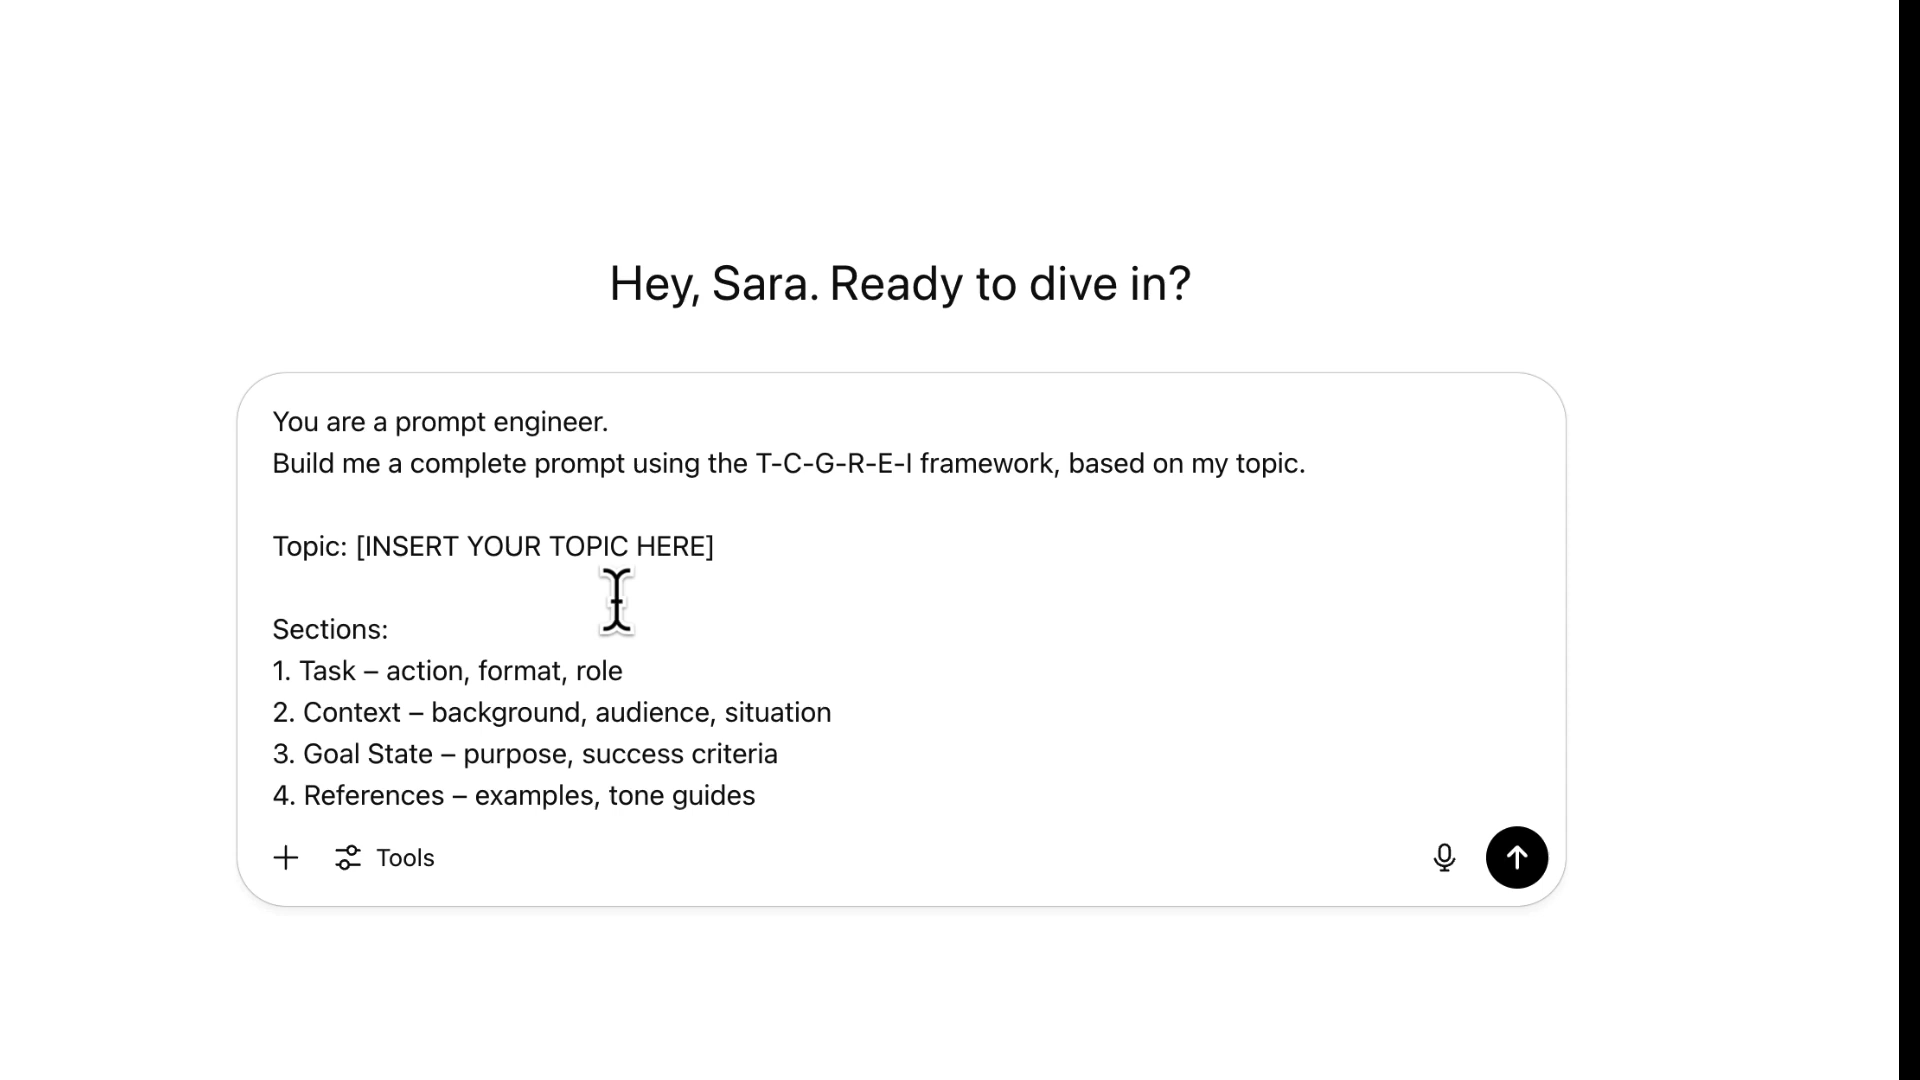 Hey, Sara. Ready to dive in?
You are a prompt engineer.
Build me a complete prompt using the T-C-G-R-E-I framework, based on my topic.
Topic: [INSERT YOUR TOPIC HERE]
Sections:
1. Task – action, format, role
2. Context – background, audience, situation
3. Goal State – purpose, success criteria
4. References – examples, tone guides
Tools